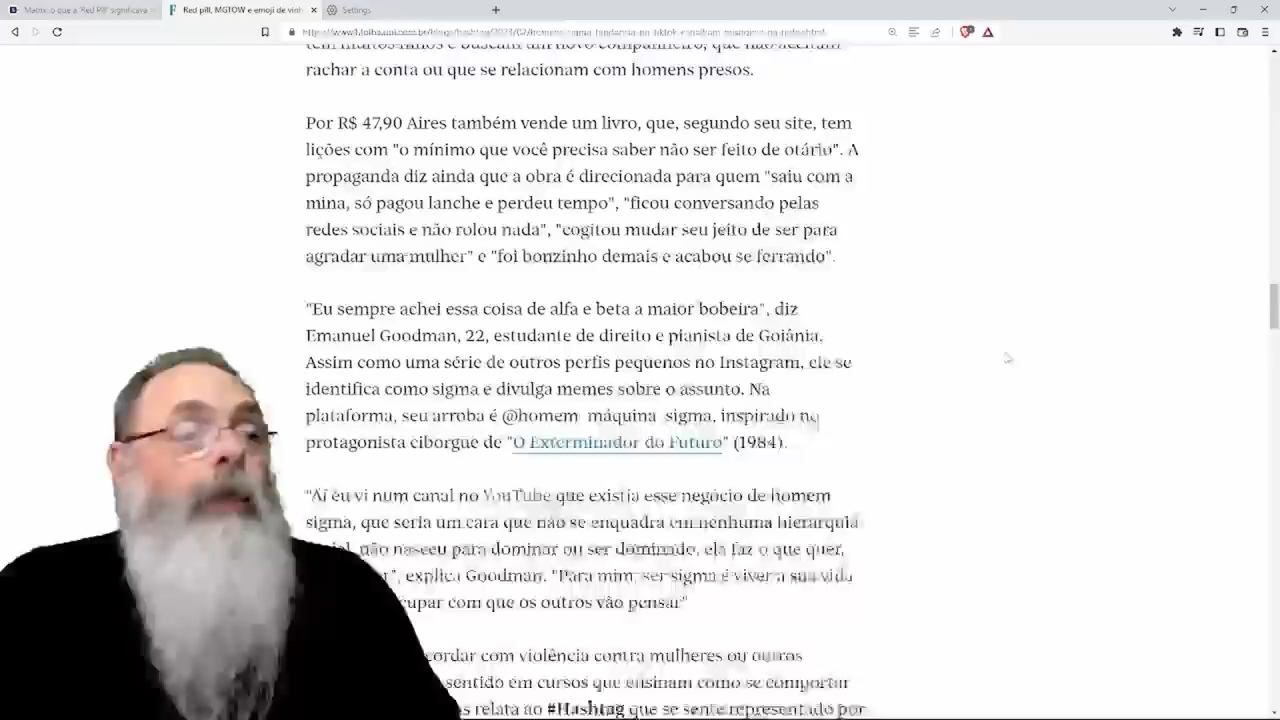 Matrix: o que a 'Red Pill' significa
Red pill, MGTOW e emoji de
Settings
rachar a conta ou que se relacionam com homens presos.
Por R$ 47,90 Aires também vende um livro, que, segundo seu site, tem
lições com "o mínimo que você precisa saber não ser feito de otário". A
propaganda diz ainda que a obra é direcionada para quem "saiu com a
mina, só pagou lanche e perdeu tempo", "ficou conversando pelas
redes sociais e não rolou nada", "cogitou mudar seu jeito de ser para
agradar uma mulher" e "foi bonzinho demais e acabou se ferrando".
"Eu sempre achei essa coisa de alfa e beta a maior bobeira", diz
Emanuel Goodman, 22, estudante de direito e pianista de Goiânia.
Assim como uma série de outros perfis pequenos no Instagram, ele se
identifica como sigma e divulga memes sobre o assunto. Na
plataforma, seu arroba é @homem_máquina_sigma, inspirado no
protagonista ciborgue de "O Exterminador do Futuro" (1984).
"Aí eu vi num canal no YouTube que existia esse negócio de homem
sigma, que seria um cara que não se enquadra em nenhuma hierarquia
não nasceu para dominar ou ser dominado, ela faz o que quer,
explica Goodman. "Para mim, ser sigma é viver a sua vida
cupar com que os outros vão pensar"
cordar com violência contra mulheres ou outros
sentido em cursos que ensinam como se comportar
s relata ao #Hashtag que se sente representado por